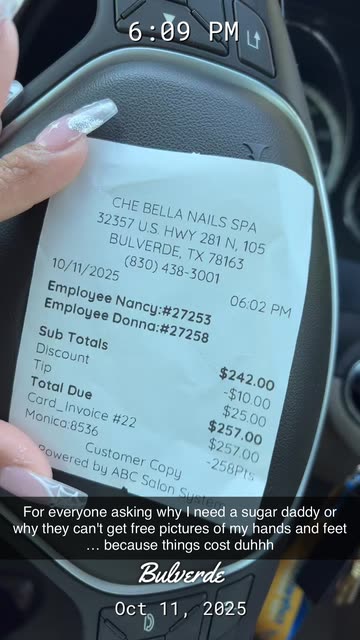 6:09 PM
CHE BELLA NAILS SPA
32357 U.S. HWY 281 N, 105
BULVERDE, TX 78163
(830) 438-3001
10/11/2025 06:02 PM
Employee Nancy:#27253
Employee Donna:#27258
Sub Totals $242.00
Discount -$10.00
Tip $25.00
Total Due $257.00
Card_Invoice #22 $257.00
Monica:8536 -258Pts
Customer Copy
Powered by ABC Salon Systems
For everyone asking why I need a sugar daddy or
why they can't get free pictures of my hands and feet
... because things cost duhhh
Bulverde
Oct 11, 2025